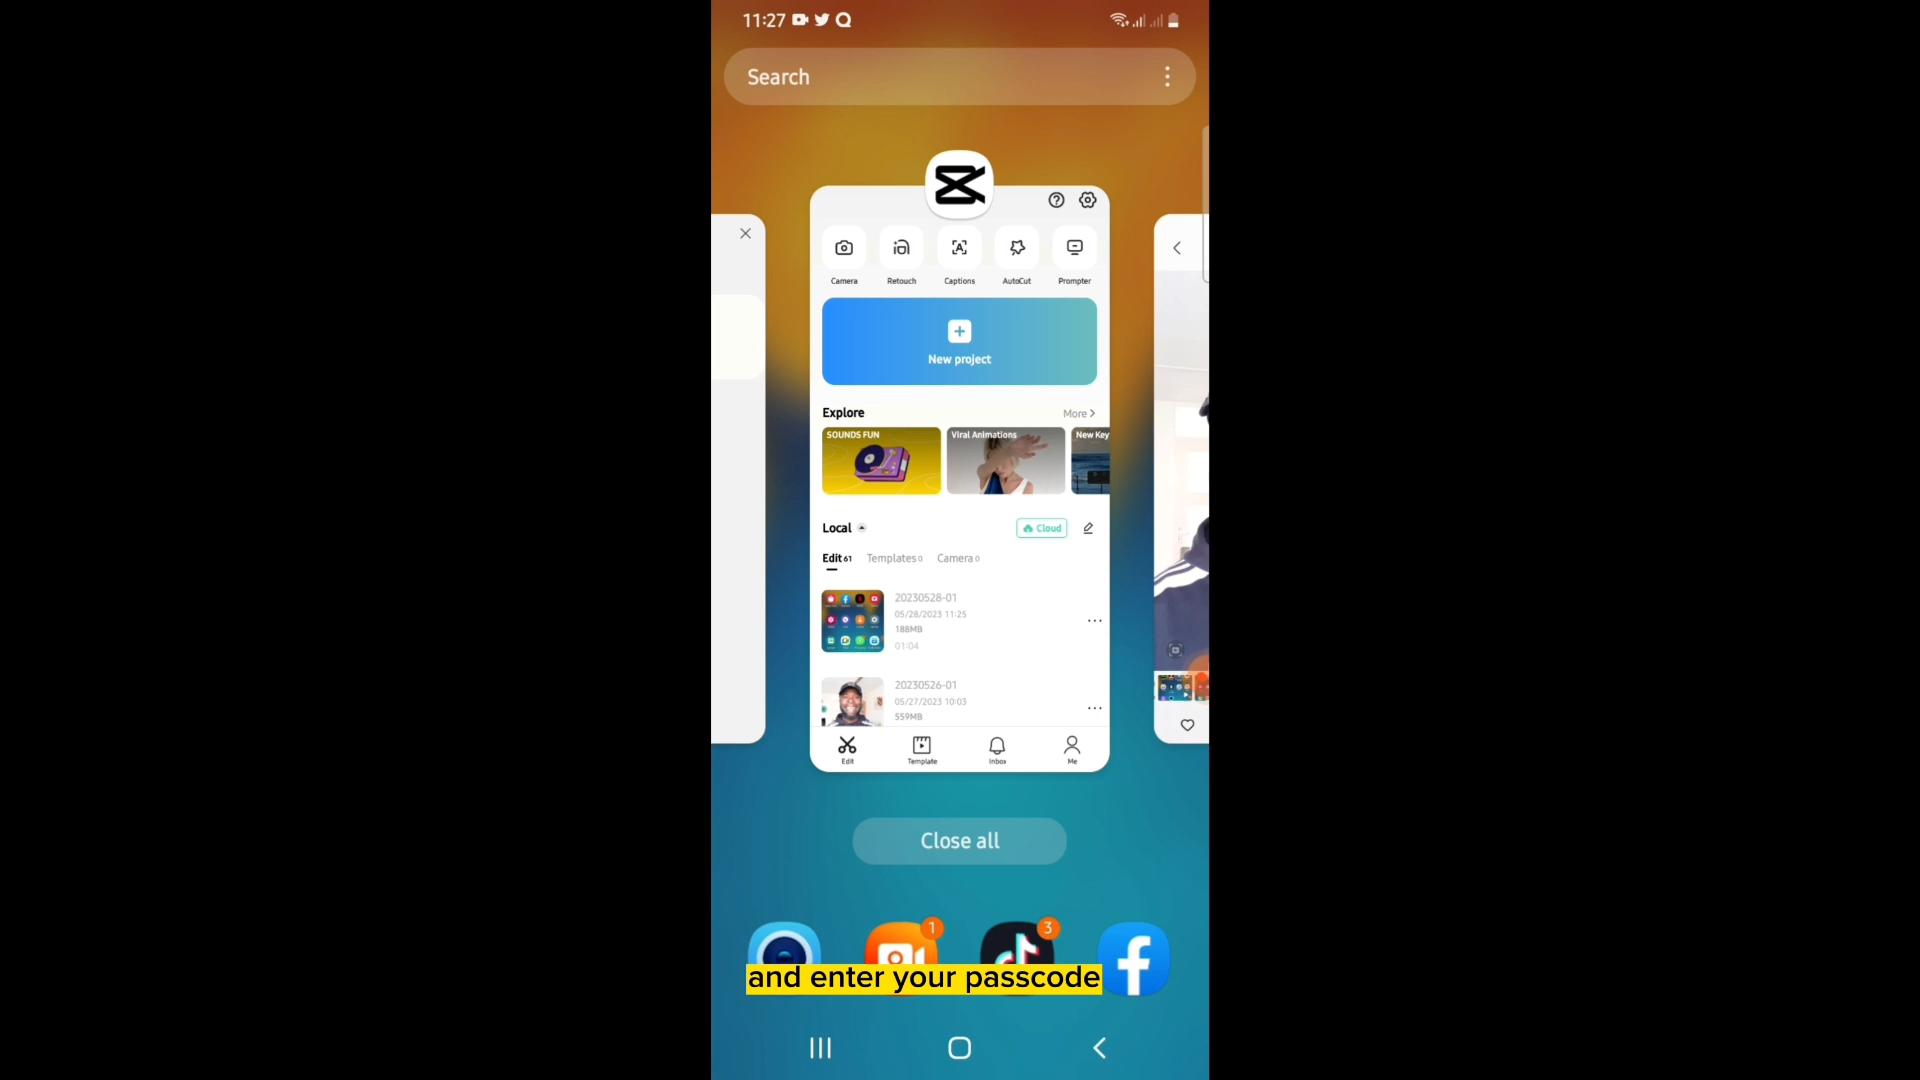 11:27
Search
Camera
Retouch
Captions
AutoCut
Prompter
New project
Explore
More
SOUNDS FUN
Viral Animations
New Key
Local
Cloud
Edit 61
Templates 0
Camera 0
20230528-01
05/28/2023 11:25
188MB
01:04
20230526-01
05/27/2023 10:03
559MB
Edit
Template
Inbox
Me
Close all
1
3
and enter your passcode